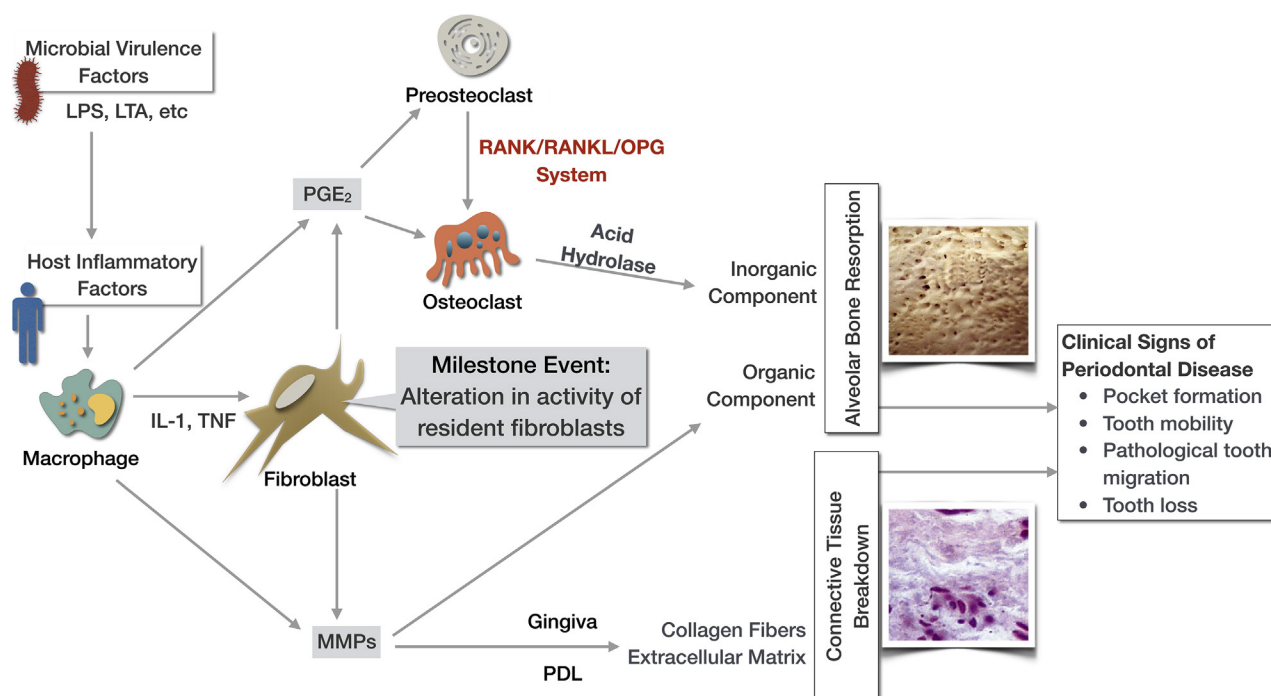 Microbial Virulence
Factors
LPS, LTA, etc
Host Inflammatory
Factors
Macrophage
IL-1, TNF
PGE₂
Preosteoclast
RANK/RANKL/OPG
System
Osteoclast
Acid
Hydrolase
Milestone Event:
Alteration in activity of
resident fibroblasts
Fibroblast
MMPs
Gingiva
PDL
Inorganic
Component
Organic
Component
Collagen Fibers
Extracellular Matrix
Alveolar Bone Resorption
Connective Tissue
Breakdown
Clinical Signs of
Periodontal Disease
• Pocket formation
• Tooth mobility
• Pathological tooth
migration
• Tooth loss